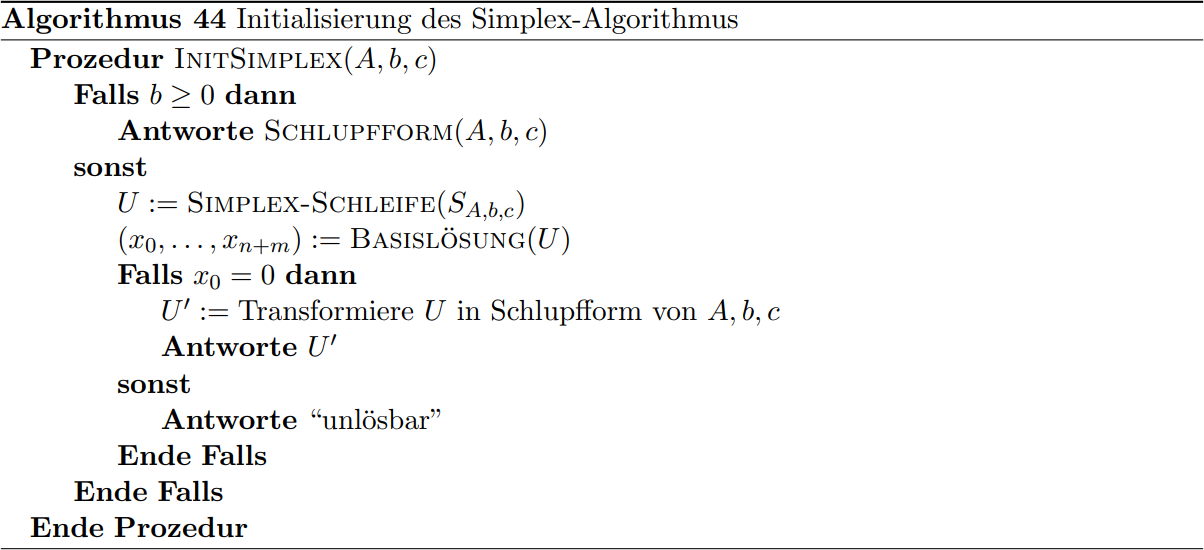 Algorithmus 44 Initialisierung des Simplex-Algorithmus
Prozedur INITSIMPLEX(A, b, c)
Falls b ≥ 0 dann
Antworte SCHLUPFFORM(A, b, c)
sonst
U := SIMPLEX-SCHLEIFE(S_{A,b,c})
(x_0, . . . , x_{n+m}) := BASISLÖSUNG(U)
Falls x_0 = 0 dann
U′ := Transformiere U in Schlupfform von A, b, c
Antworte U′
sonst
Antworte “unlösbar”
Ende Falls
Ende Falls
Ende Prozedur